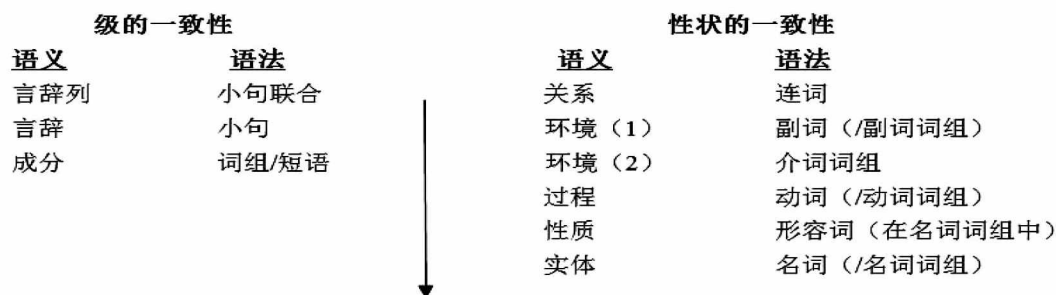 级的一致性 性状的一致性
语义 语法 语义 语法
言辞列 小句联合 关系 连词
言辞 小句 环境（1） 副词（/副词词组）
成分 词组/短语 环境（2） 介词词组
过程 动词（/动词词组）
性质 形容词（在名词词组中）
实体 名词（/名词词组）